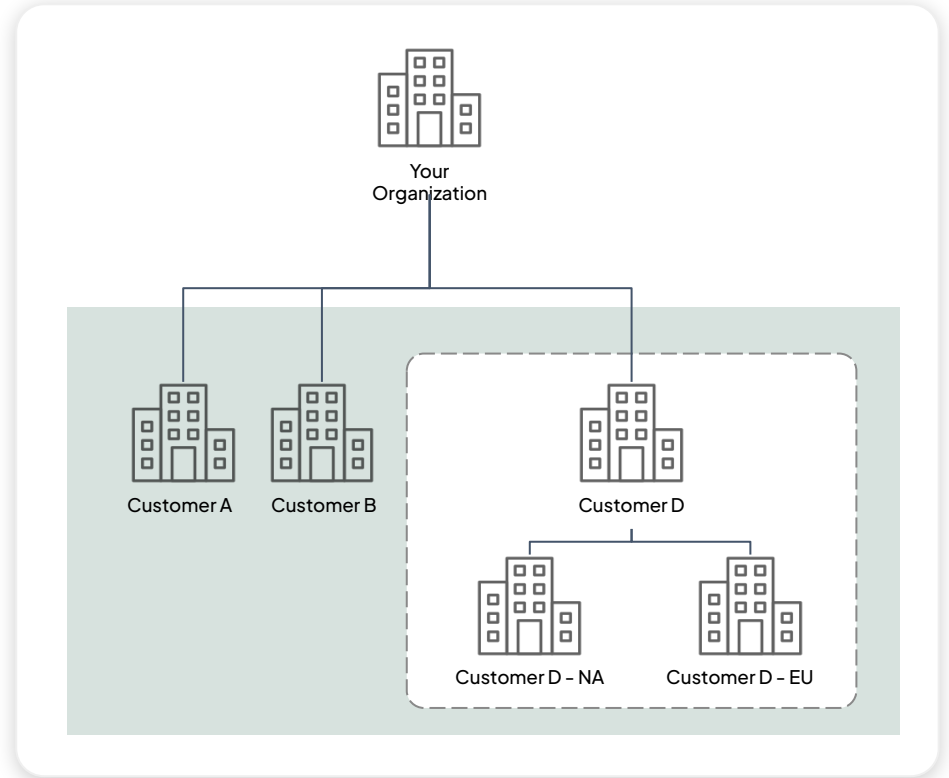 Your
Organization
Customer A
Customer B
Customer D
Customer D - NA
Customer D - EU